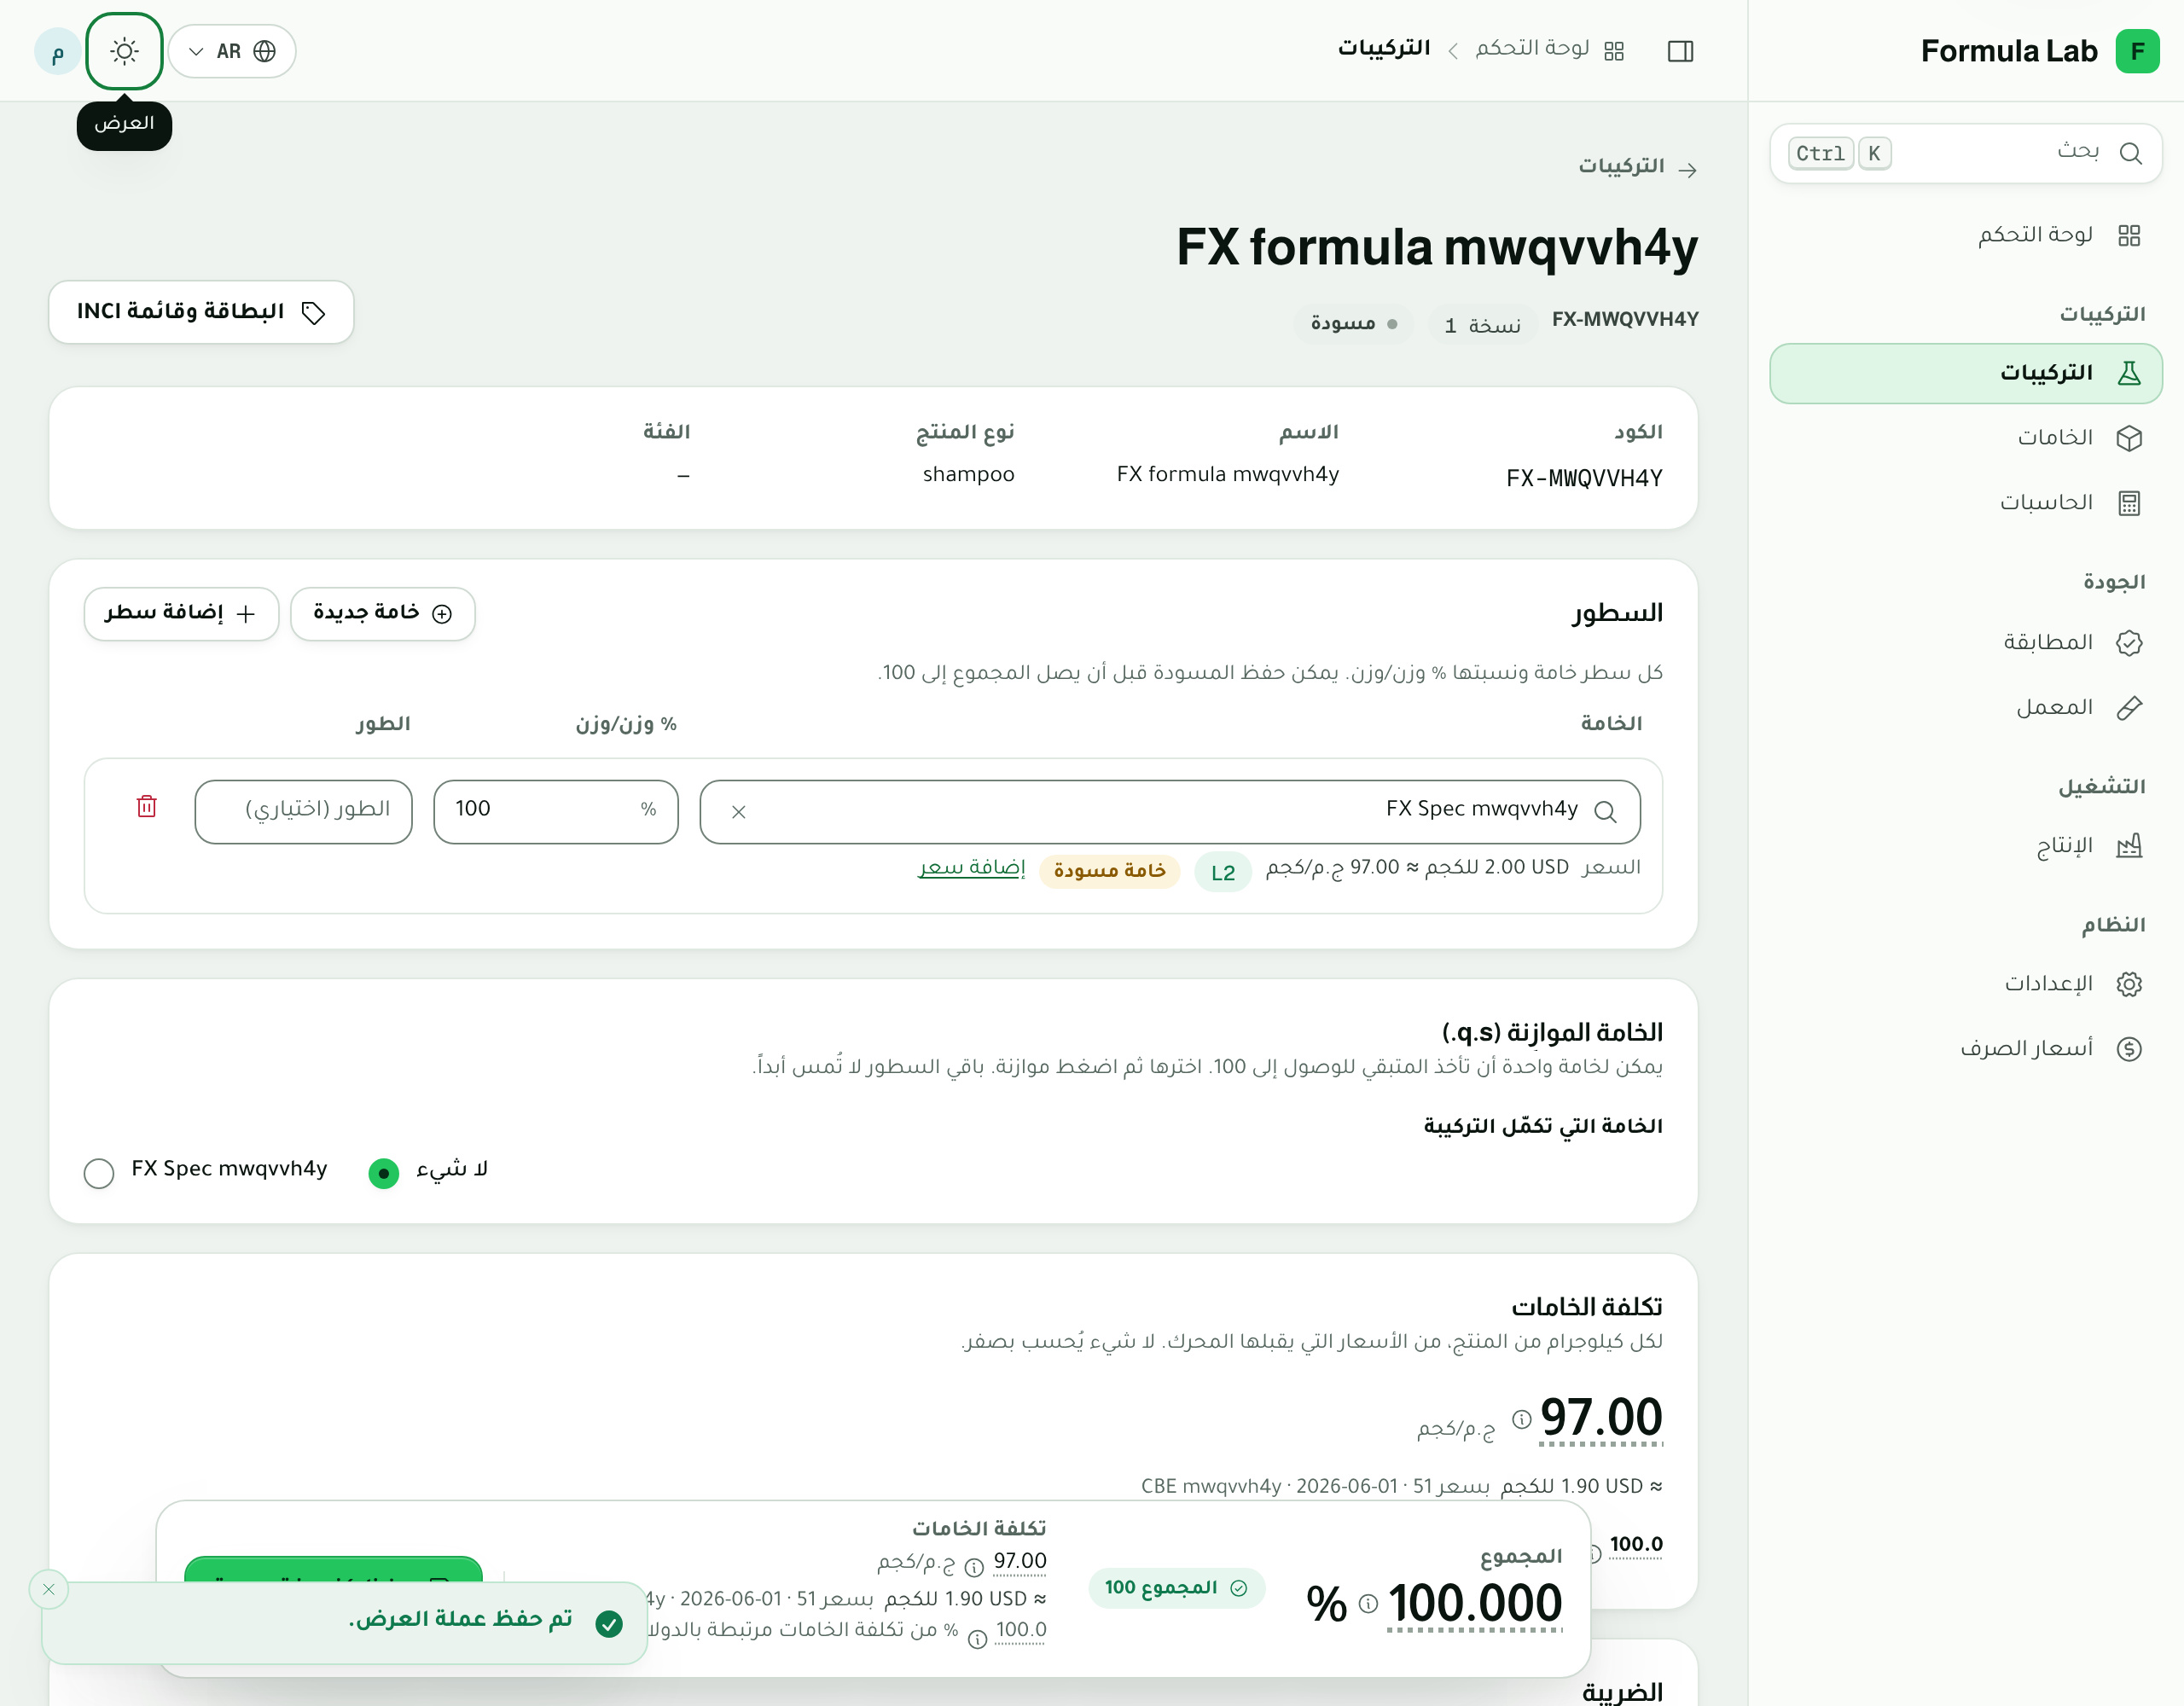 F Formula Lab
لوحة التحكم
التركيبات
AR
م
العرض
بحث
Ctrl K
لوحة التحكم
التركيبات
التركيبات
الخامات
الحاسبات
الجودة
المطابقة
المعمل
التشغيل
الإنتاج
النظام
الإعدادات
أسعار الصرف
التركيبات
FX formula mwqvvh4y
FX-MWQVVH4Y
نسخة 1
مسودة
البطاقة وقائمة INCI
الكود
FX-MWQVVH4Y
الاسم
FX formula mwqvvh4y
نوع المنتج
shampoo
الفئة
–
السطور
خامة جديدة
إضافة سطر
كل سطر خامة ونسبتها % وزن/وزن. يمكن حفظ المسودة قبل أن يصل المجموع إلى 100.
الخامة
% وزن/وزن
الطور
FX Spec mwqvvh4y
% 100
الطور (اختياري)
السعر 2.00 USD للكجم ≈ 97.00 ج.م/كجم L2 خامة مسودة إضافة سعر
الخامة الموازِنة (q.s.)
يمكن لخامة واحدة أن تأخذ المتبقي للوصول إلى 100. اخترها ثم اضغط موازنة. باقي السطور لا تُمس أبداً.
الخامة التي تكمّل التركيبة
لا شيء
FX Spec mwqvvh4y
تكلفة الخامات
لكل كيلوجرام من المنتج، من الأسعار التي يقبلها المحرك. لا شيء يُحسب بصفر.
97.00 ج.م/كجم
≈ 1.90 USD للكجم بسعر 51 · 2026-06-01 · CBE mwqvvh4y
100.0
المجموع
100.000 %
المجموع 100
تكلفة الخامات
97.00 ج.م/كجم
≈ 1.90 USD للكجم بسعر 51 · 2026-06-01 ·
100.0 % من تكلفة الخامات مرتبطة
تم حفظ عملة العرض.
الضريبة